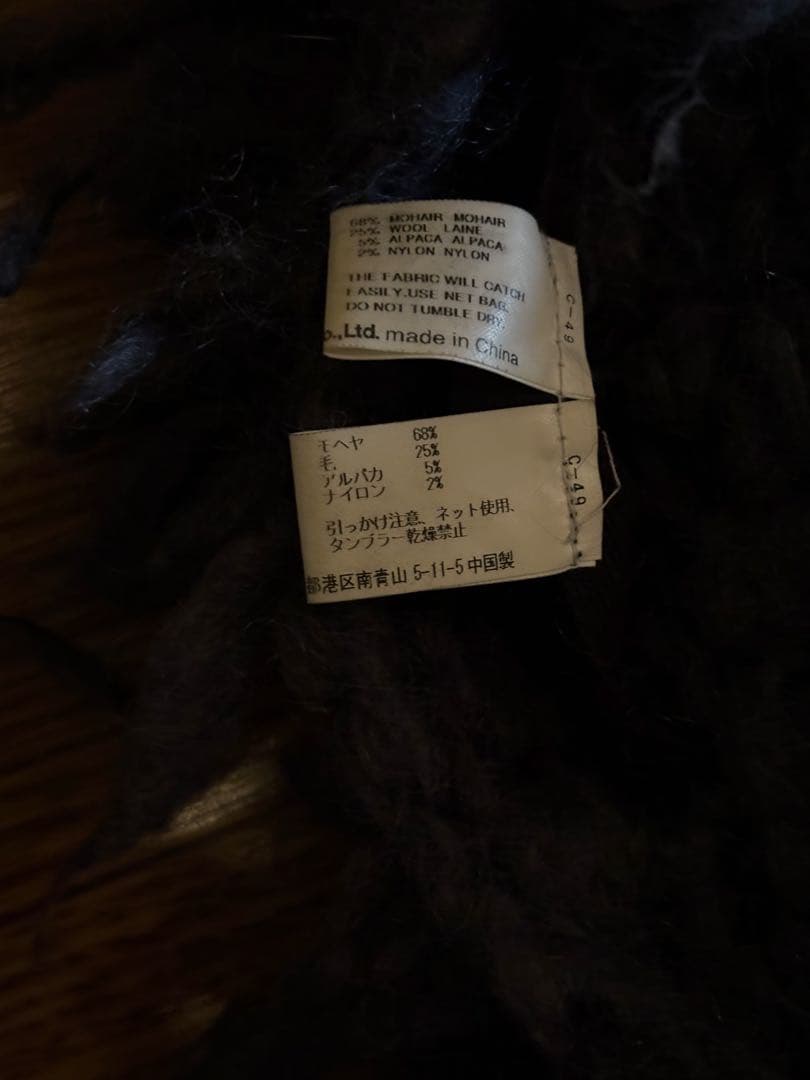 68% MOHAIR MOHAIR
25% WOOL LAINE
5% ALPACA ALPACA
2% NYLON NYLON
THE FABRIC WILL CATCH
EASILY.USE NET BAG.
DO NOT TUMBLE DRY.
o.,Ltd. made in China
C-49
モヘヤ 68%
毛 25%
アルパカ 5%
ナイロン 2%
引っかけ注意、ネット使用、
タンブラー乾燥禁止
都港区南青山 5-11-5 中国製
C-49